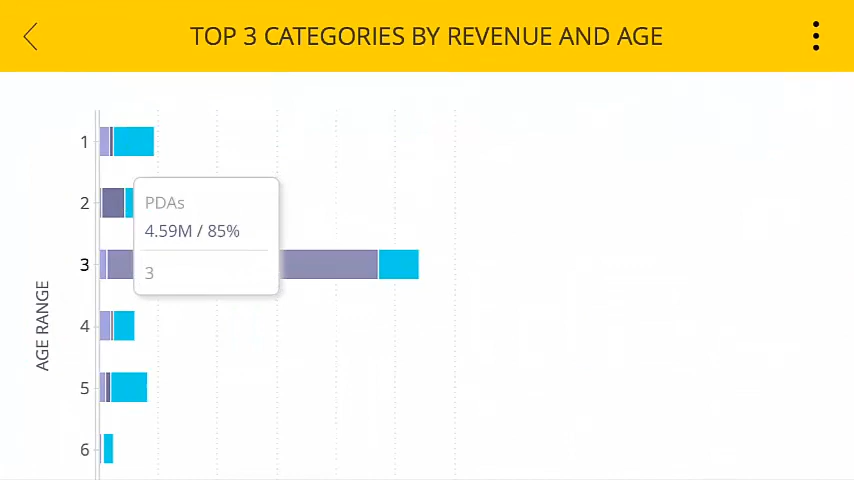 TOP 3 CATEGORIES BY REVENUE AND AGE
1
2
PDAs
4.59M / 85%
3
3
AGE RANGE
4
5
6